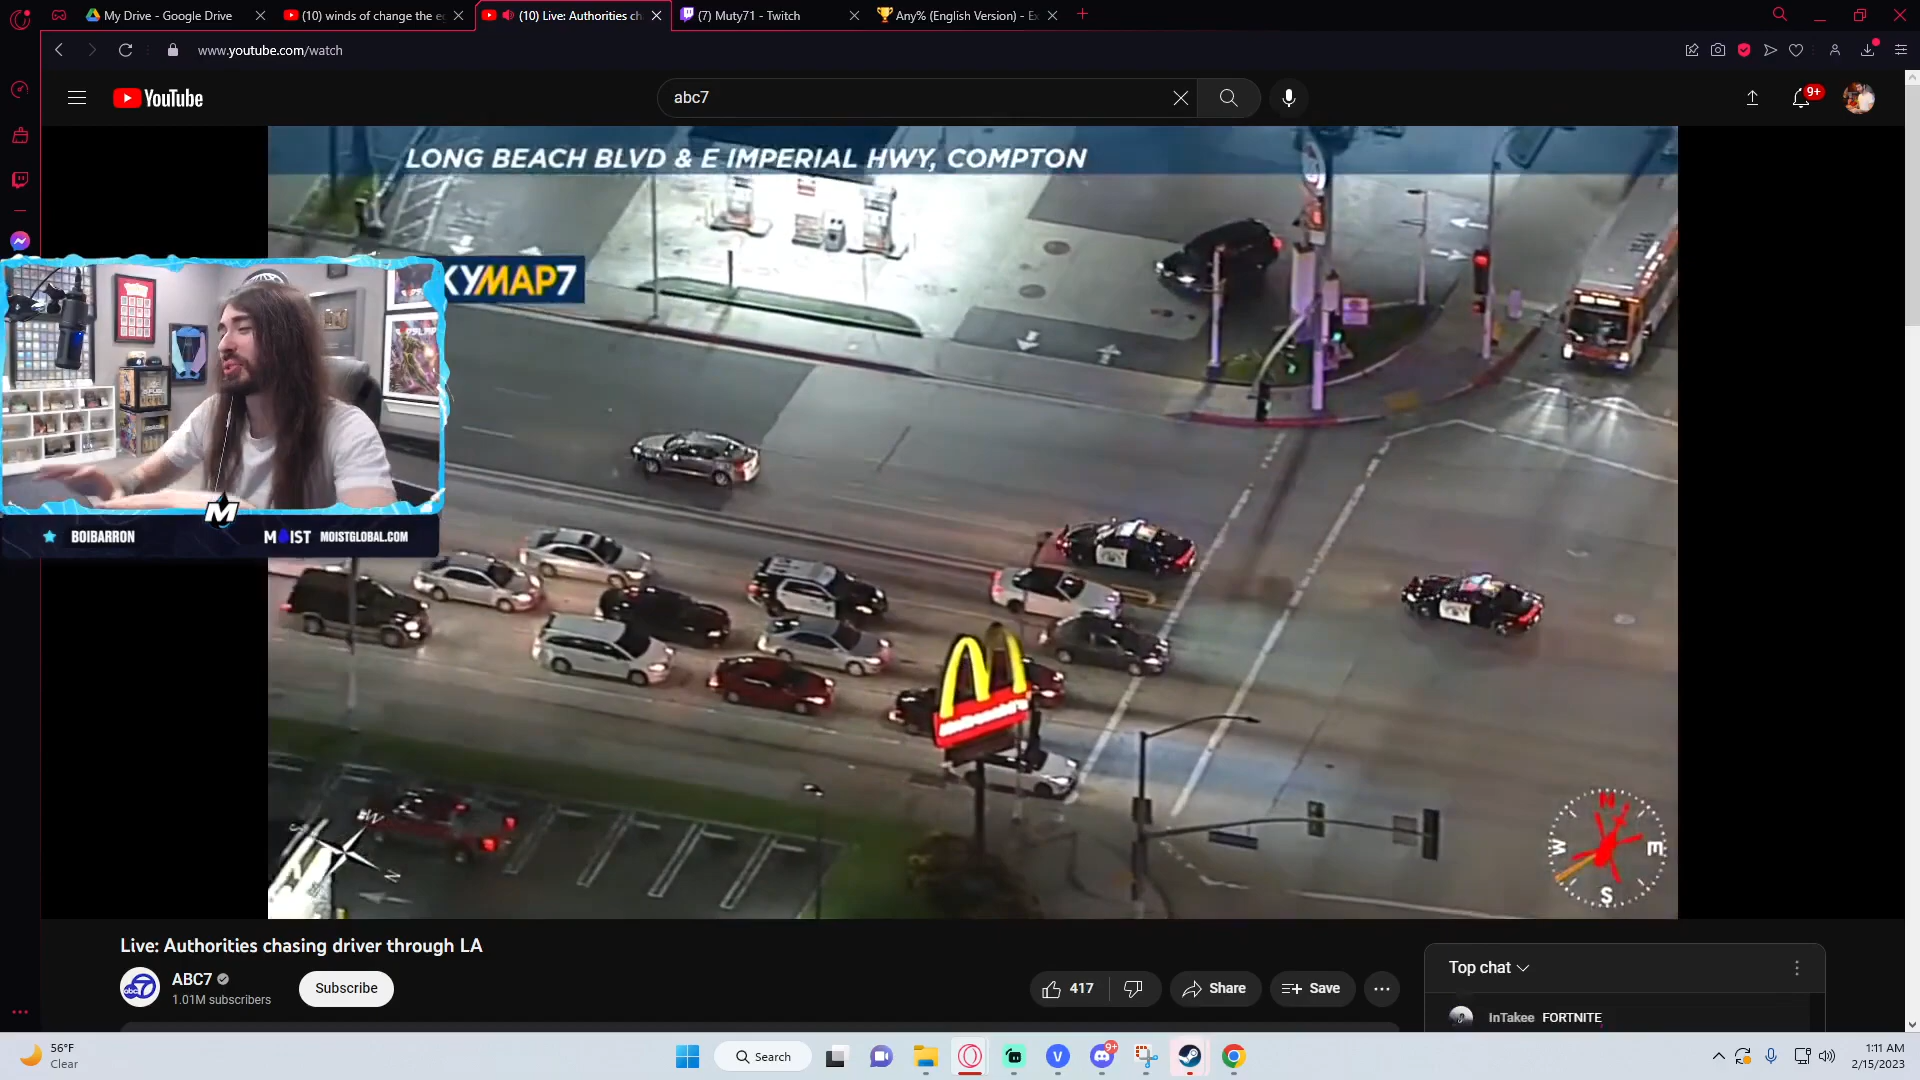 My Drive - Google Drive
(10) winds of change the e
(10) Live: Authorities ch
(7) Muty71 - Twitch
Any% (English Version) - E
www.youtube.com/watch
YouTube
abc7
9+
LONG BEACH BLVD & E IMPERIAL HWY, COMPTON
KYMAP7
M
BOIBARRON
MOIST
MOISTGLOBAL.COM
McDonald's
W
N
N
W
E
S
Live: Authorities chasing driver through LA
ABC7
1.01M subscribers
Subscribe
417
Share
Save
Top chat
InTakee FORTNITE
56°F
Clear
Search
9+
1:11 AM
2/15/2023